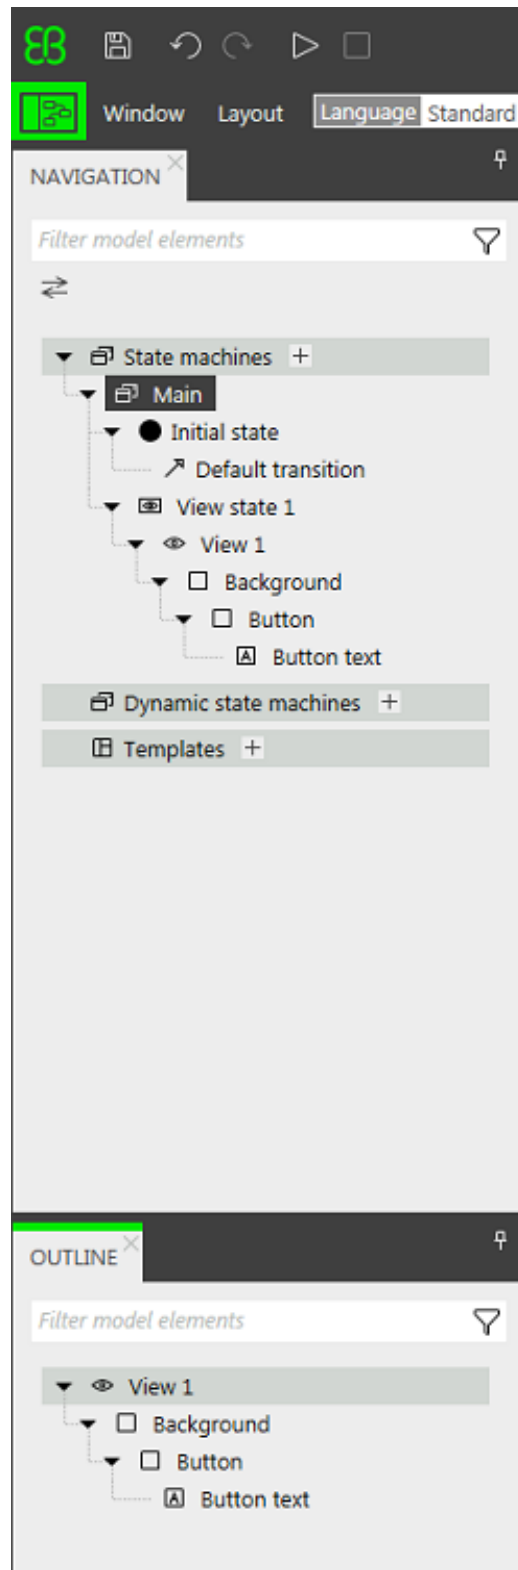 EB
Window Layout Language Standard
NAVIGATION
Filter model elements
State machines +
Main
Initial state
Default transition
View state 1
View 1
Background
Button
A Button text
Dynamic state machines +
Templates +
OUTLINE
Filter model elements
View 1
Background
Button
A Button text